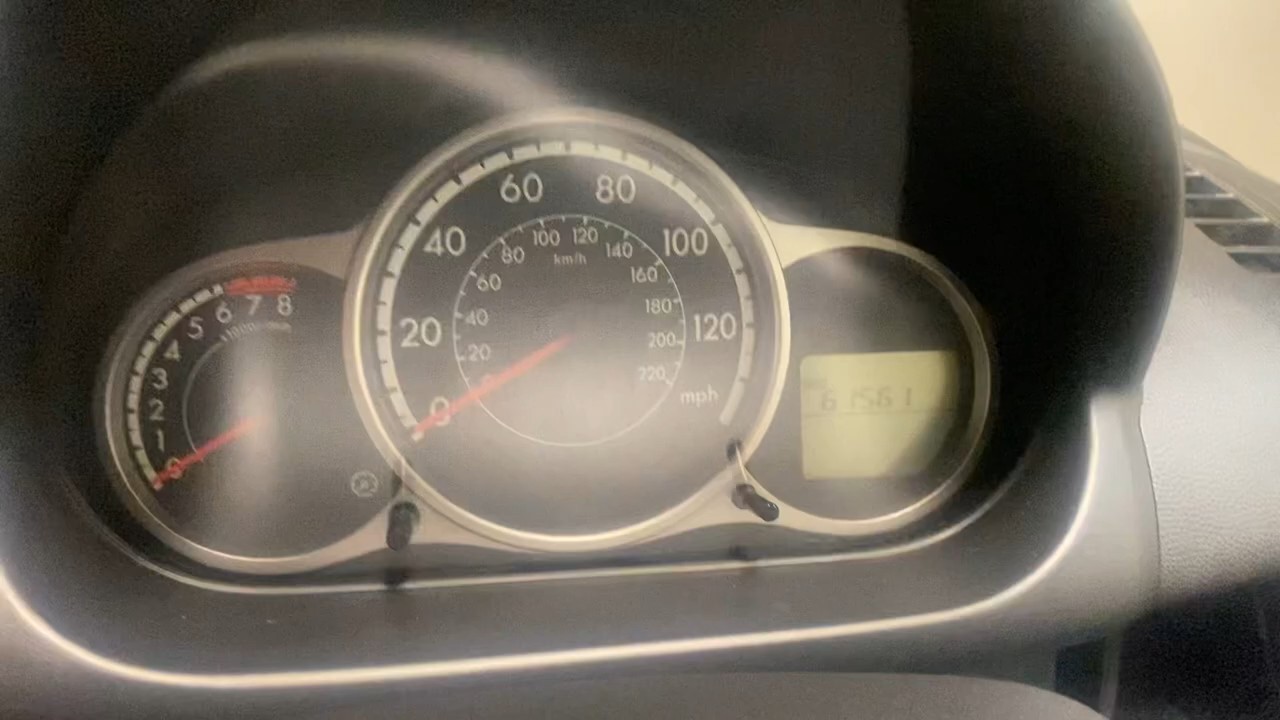 0 1 2 3 4 5 6 7 8
0 20 40 60 80 100 120
mph
20 40 60 80 100 120 140 160 180 200 220
km/h
61561